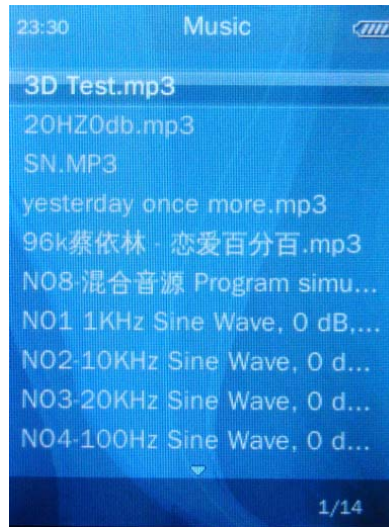 23:30 Music
3D Test.mp3
20HZ0db.mp3
SN.MP3
yesterday once more.mp3
96k蔡依林 - 恋爱百分百.mp3
NO8-混合音源 Program simu...
NO1 1KHz Sine Wave, 0 dB,...
NO2-10KHz Sine Wave, 0 d...
NO3-20KHz Sine Wave, 0 d...
NO4-100Hz Sine Wave, 0 d...
1/14